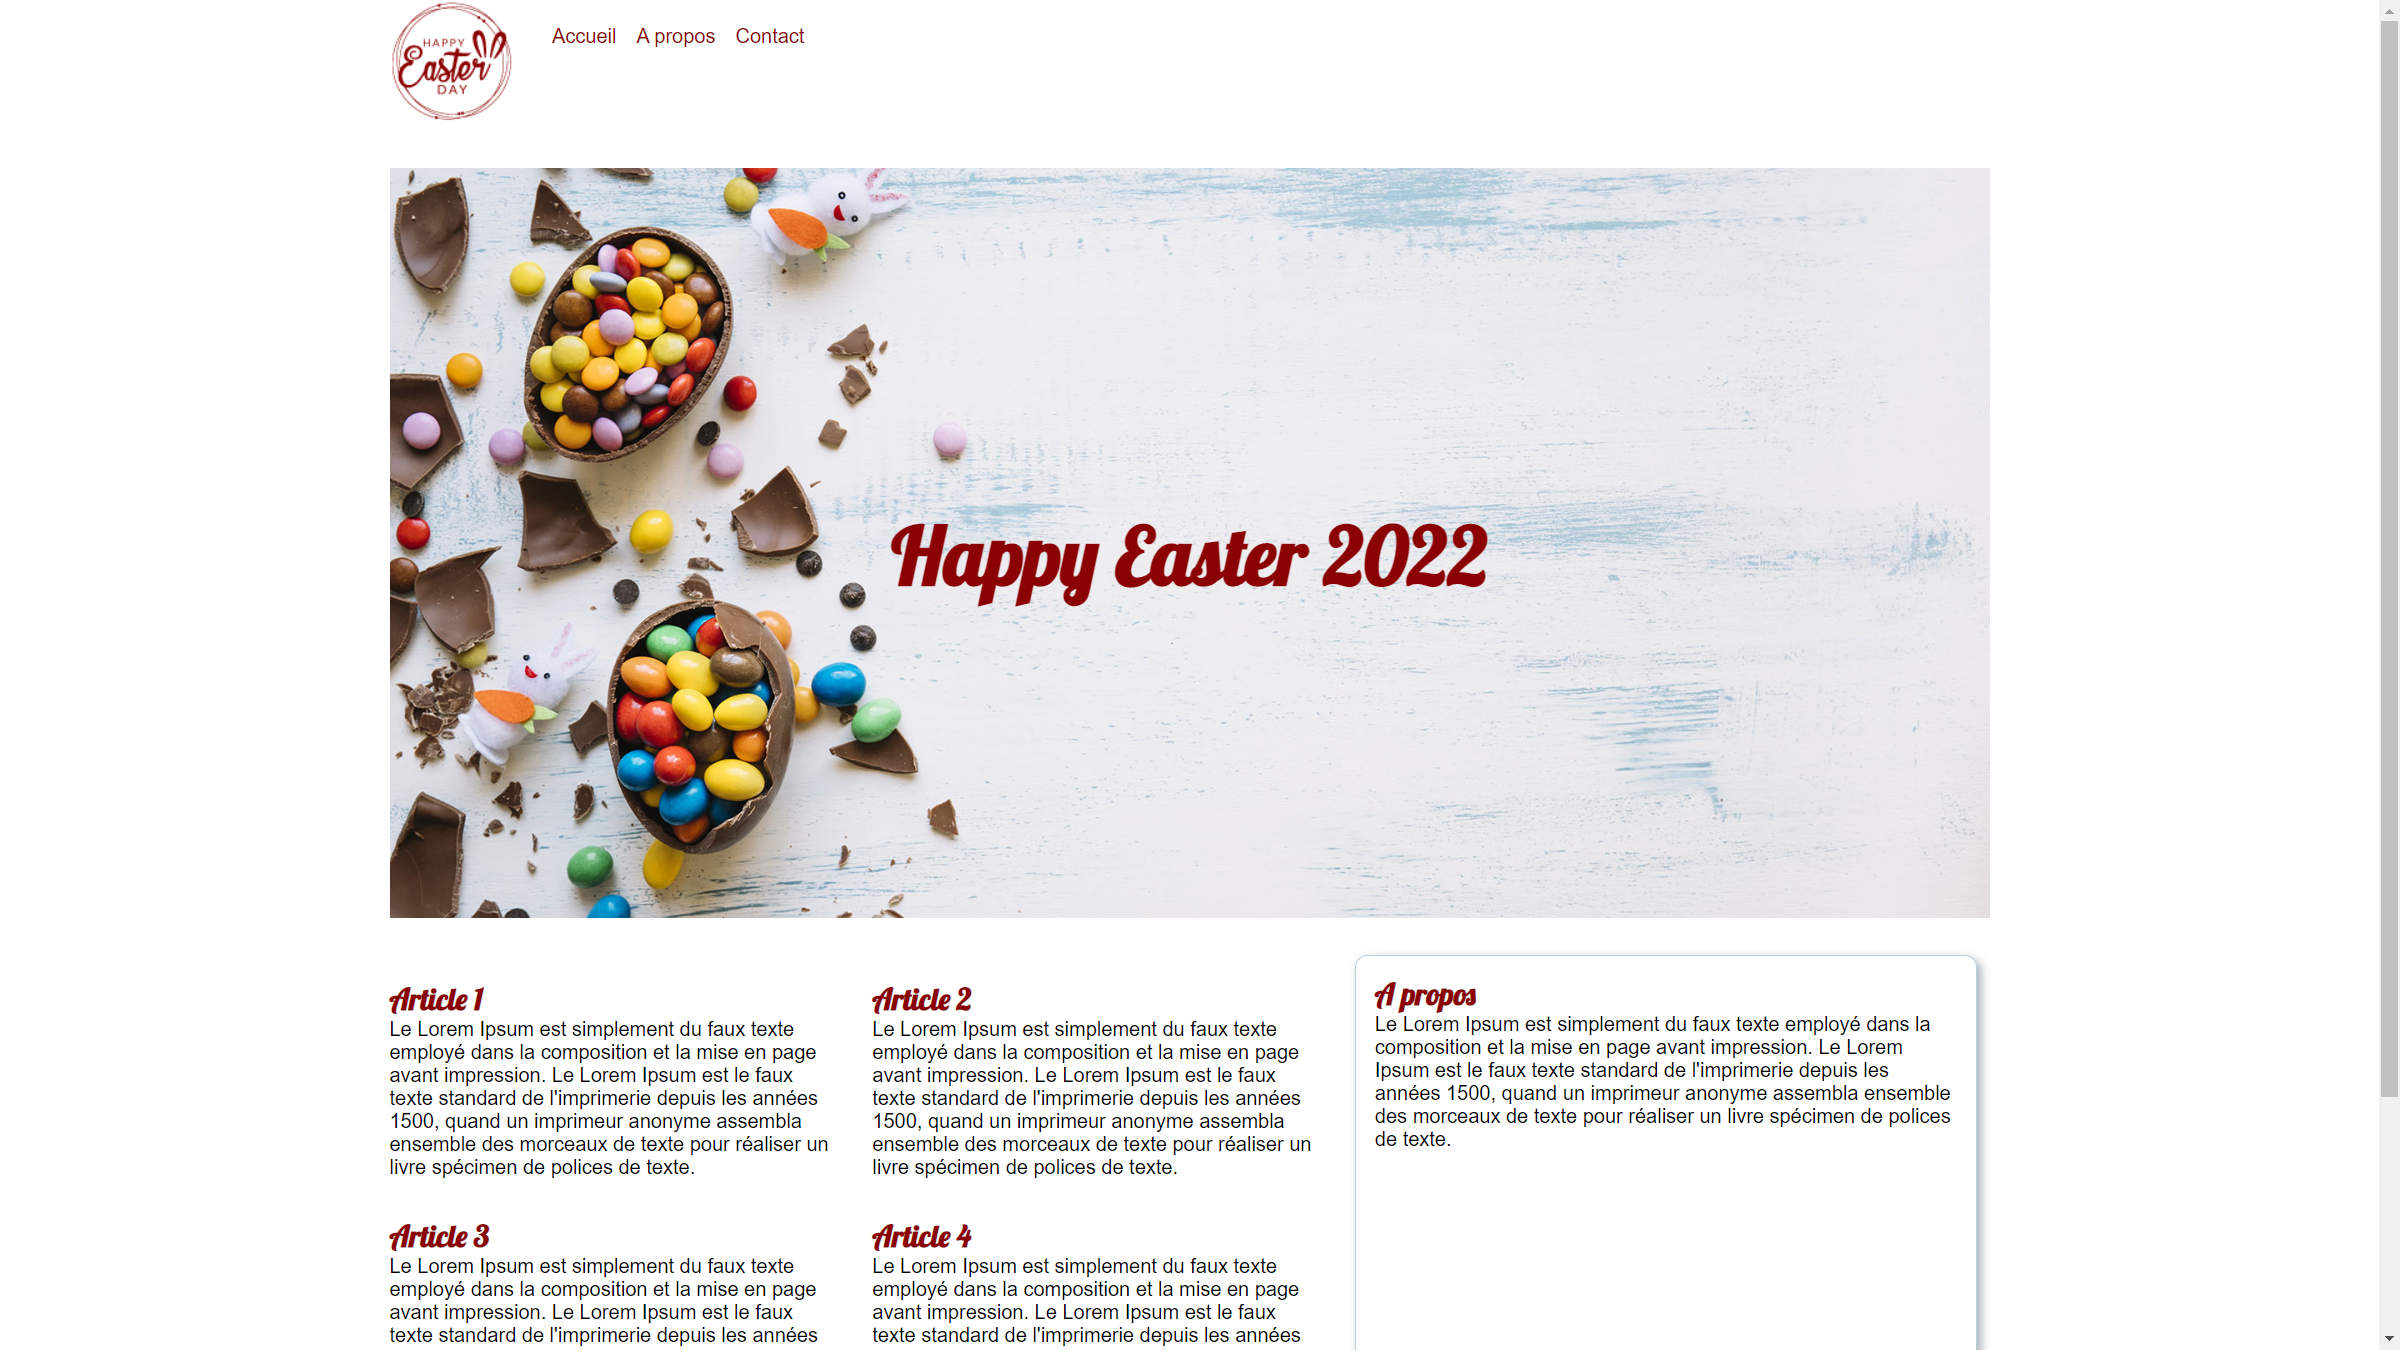 HAPPY
Easter
DAY
Accueil A propos Contact
Happy Easter 2022
Article 1
Le Lorem Ipsum est simplement du faux texte
employé dans la composition et la mise en page
avant impression. Le Lorem Ipsum est le faux
texte standard de l'imprimerie depuis les années
1500, quand un imprimeur anonyme assembla
ensemble des morceaux de texte pour réaliser un
livre spécimen de polices de texte.
Article 2
Le Lorem Ipsum est simplement du faux texte
employé dans la composition et la mise en page
avant impression. Le Lorem Ipsum est le faux
texte standard de l'imprimerie depuis les années
1500, quand un imprimeur anonyme assembla
ensemble des morceaux de texte pour réaliser un
livre spécimen de polices de texte.
Article 3
Le Lorem Ipsum est simplement du faux texte
employé dans la composition et la mise en page
avant impression. Le Lorem Ipsum est le faux
texte standard de l'imprimerie depuis les années
Article 4
Le Lorem Ipsum est simplement du faux texte
employé dans la composition et la mise en page
avant impression. Le Lorem Ipsum est le faux
texte standard de l'imprimerie depuis les années
A propos
Le Lorem Ipsum est simplement du faux texte employé dans la
composition et la mise en page avant impression. Le Lorem
Ipsum est le faux texte standard de l'imprimerie depuis les
années 1500, quand un imprimeur anonyme assembla ensemble
des morceaux de texte pour réaliser un livre spécimen de polices
de texte.